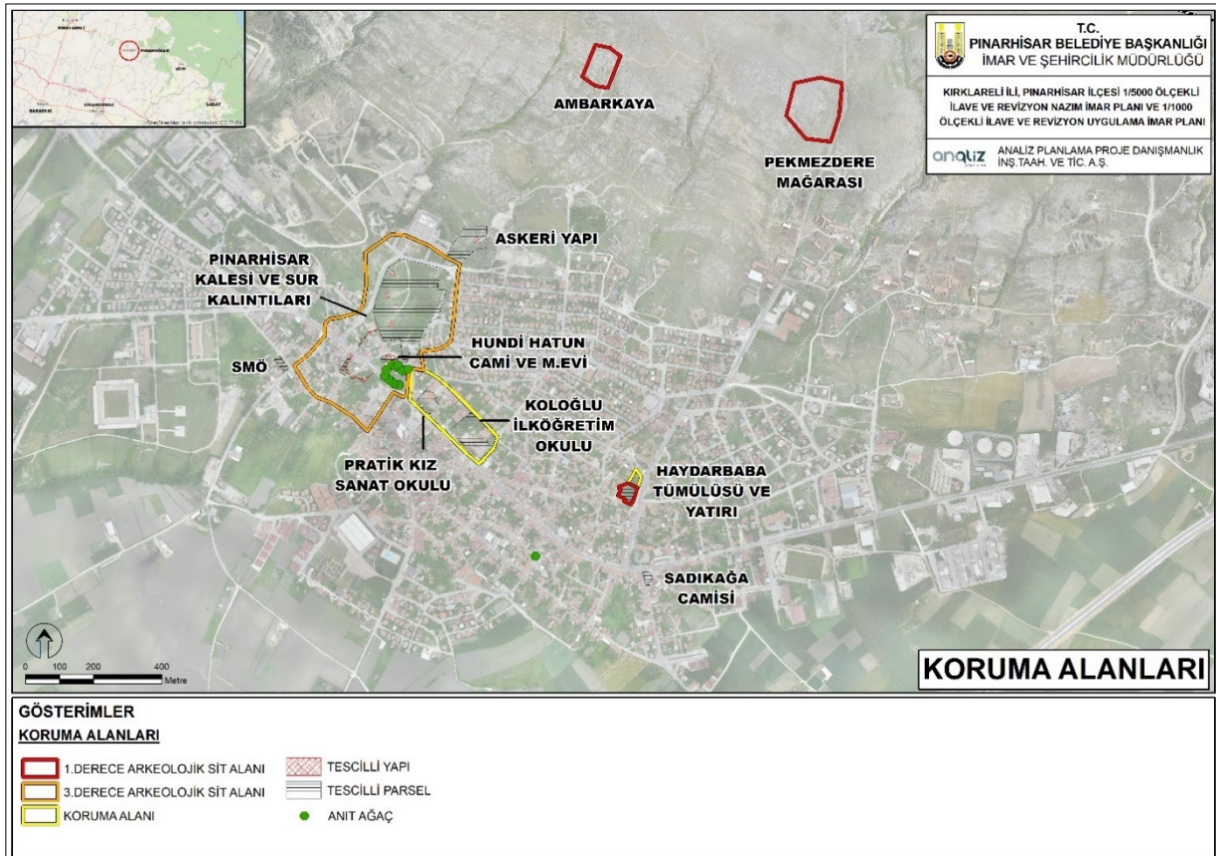 T.C.
PINARHİSAR BELEDİYE BAŞKANLIĞI
İMAR VE ŞEHİRCİLİK MÜDÜRLÜĞÜ
KIRKLARELİ İLİ, PINARHİSAR İLÇESİ 1/5000 ÖLÇEKLİ
İLAVE VE REVİZYON NAZIM İMAR PLANI VE 1/1000
ÖLÇEKLİ İLAVE VE REVİZYON UYGULAMA İMAR PLANI
analiz
ANALİZ PLANLAMA PROJE DANIŞMANLIK
İNŞ.TAAH. VE TİC. A.Ş.
AMBARKAYA
PEKMEZDERE
MAĞARASI
ASKERİ YAPI
PINARHİSAR
KALESİ VE SUR
KALINTILARI
HUNDİ HATUN
CAMİ VE M.EVİ
SMÖ
KOLOĞLU
İLKÖĞRETİM
OKULU
PRATİK KIZ
SANAT OKULU
HAYDARBABA
TÜMÜLÜSÜ VE
YATIRI
SADIKAĞA
CAMİSİ
0 100 200 400
Metre
KORUMA ALANLARI
GÖSTERİMLER
KORUMA ALANLARI
1.DERECE ARKEOLOJİK SİT ALANI
3.DERECE ARKEOLOJİK SİT ALANI
KORUMA ALANI
TESCİLLİ YAPI
TESCİLLİ PARSEL
ANIT AĞAÇ